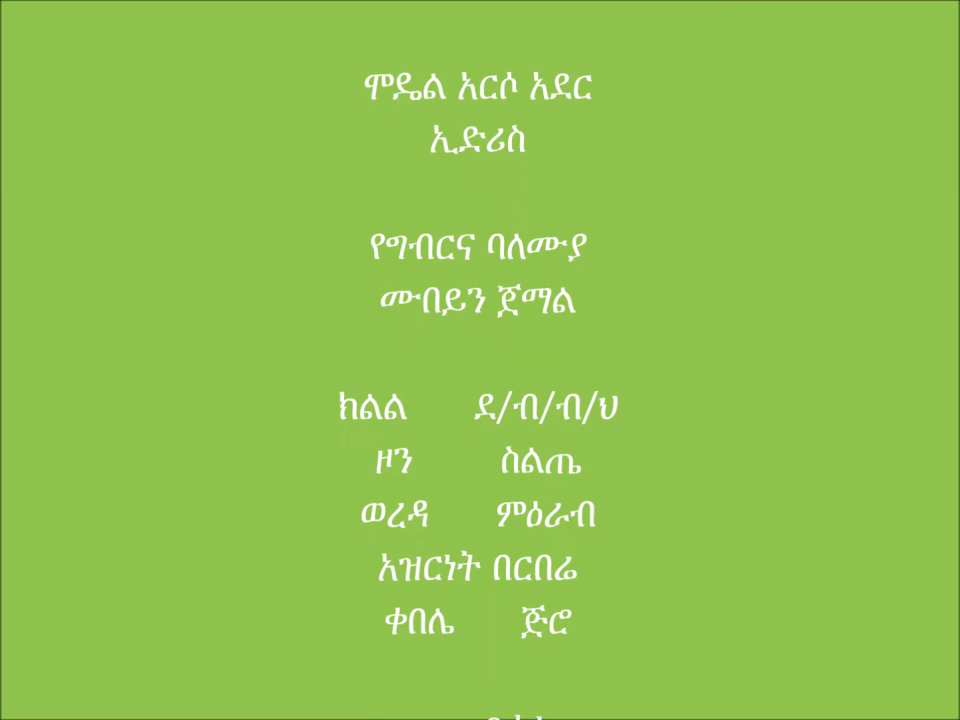 ሞዴል አርሶ አደር
ኢድሪስ
የግብርና ባለሙያ
ሙበይን ጀማል
ክልል ደ/ብ/ብ/ህ
ዞን ስልጤ
ወረዳ ምዕራብ
አዝርነት በርበሬ
ቀበሌ ጅሮ